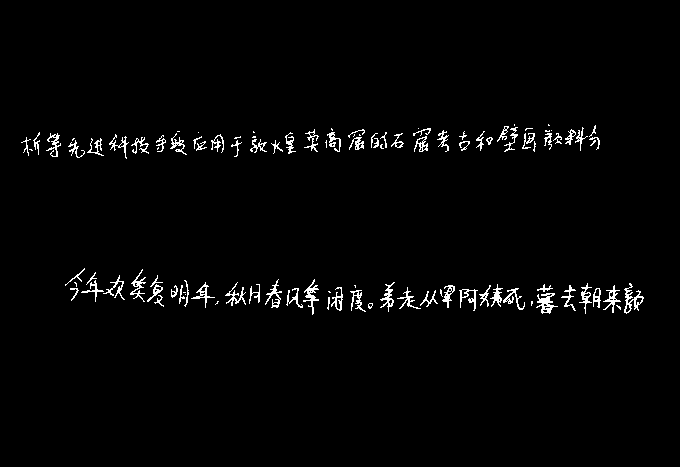 析等先进科技手段应用于敦煌莫高窟的石窟考古和壁画颜料分
今年欢笑复明年,秋月春风等闲度。弟走从军阿姨死,暮去朝来颜